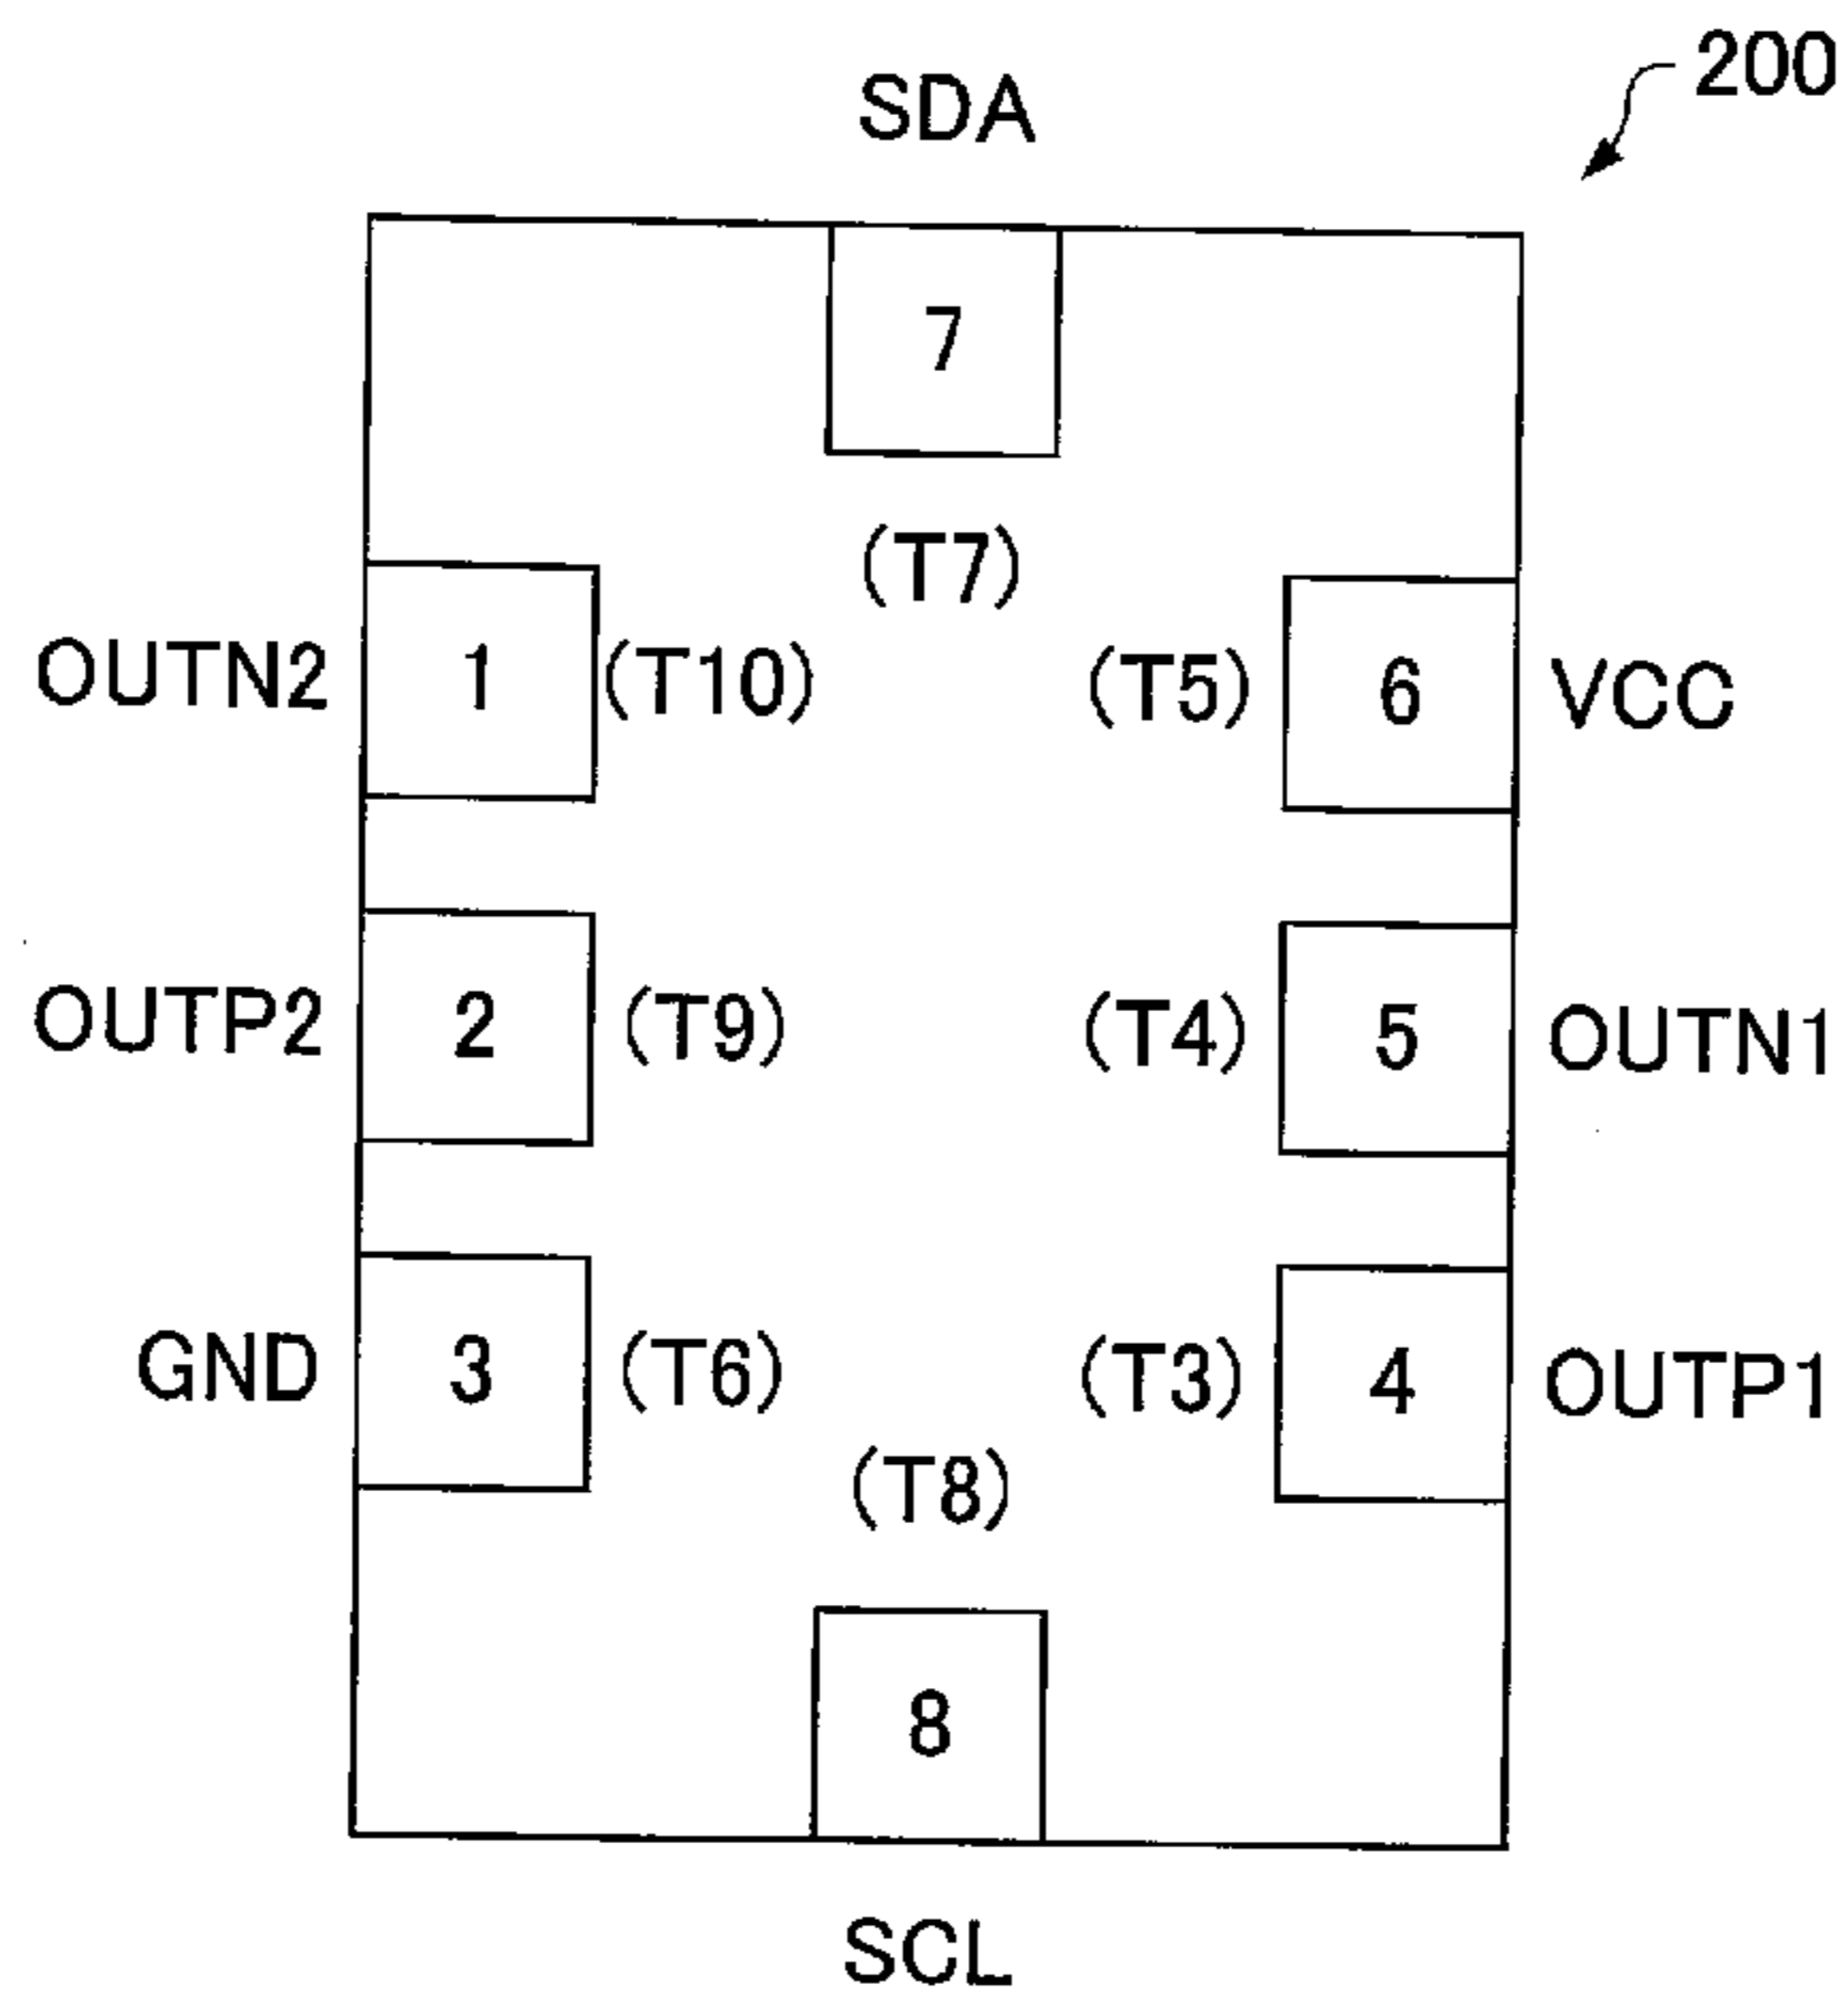 200
SDA
7
(T7)
OUTN2 1 (T10) (T5) 6 VCC
OUTP2 2 (T9) (T4) 5 OUTN1
GND 3 (T6) (T3) 4 OUTP1
(T8)
8
SCL